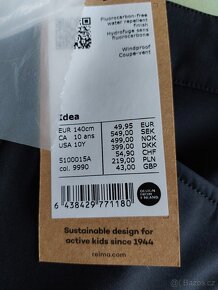 Fluorocarbon-free
water repellent
finish
Hydrofuge sans
fluorocarbone
Windproof
Coupe-vent
Idea
EUR 140cm 49,95 EUR
CA 10 ans 549,00 SEK
USA 10Y 499,00 NOK
399,00 DKK
54,90 CHF
5100015A 219,00 PLN
col. 9990 43,00 GBP
6 438429 771180
Sustainable design for
active kids since 1944
reima.com